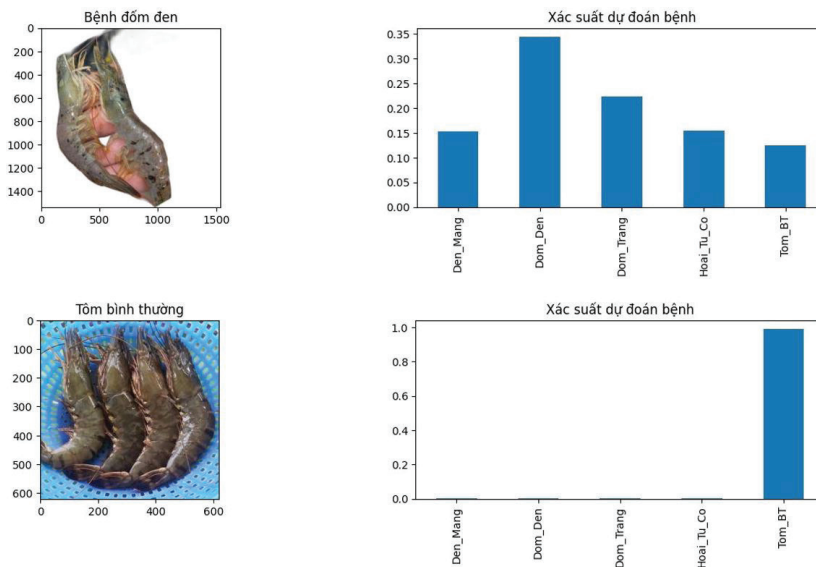 Bệnh đốm đen
0
200
400
600
800
1000
1200
1400
0 500 1000 1500
Xác suất dự đoán bệnh
0.35
0.30
0.25
0.20
0.15
0.10
0.05
0.00
Den_Mang
Dom_Den
Dom_Trang
Hoai_Tu_Co
Tom_BT
Tôm bình thường
0
100
200
300
400
500
600
0 200 400 600
Xác suất dự đoán bệnh
1.0
0.8
0.6
0.4
0.2
0.0
Den_Mang
Dom_Den
Dom_Trang
Hoai_Tu_Co
Tom_BT